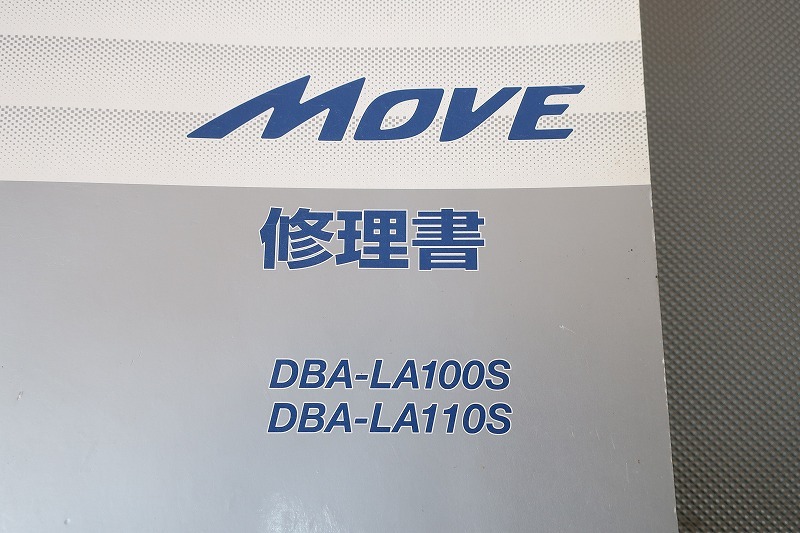 MOVE
修理書
DBA-LA100S
DBA-LA110S